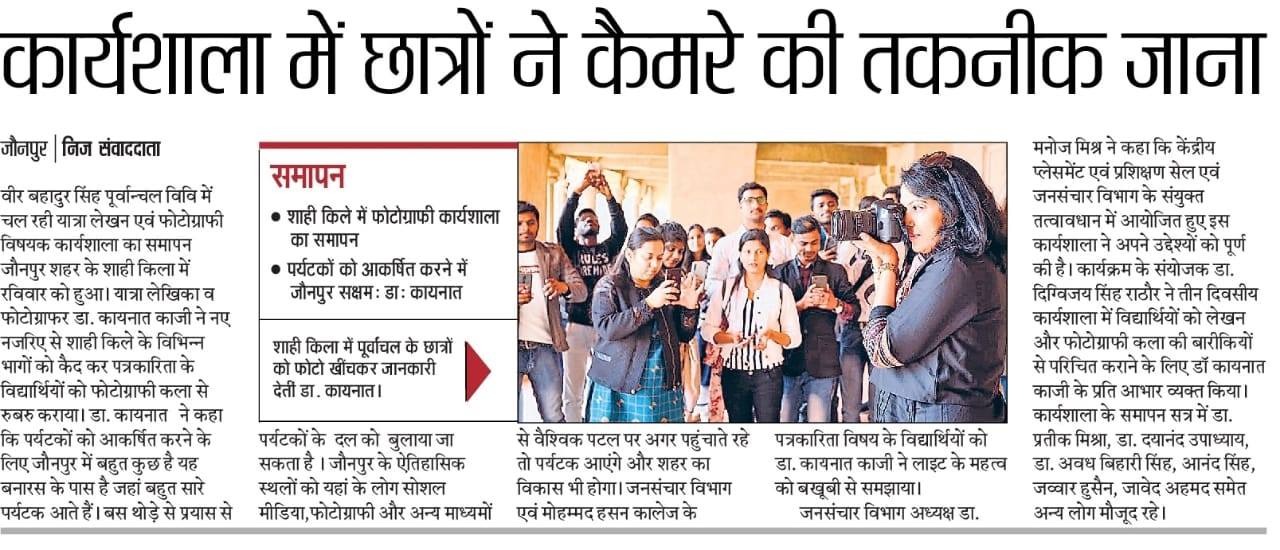 कार्यशाला में छात्रों ने कैमरे की तकनीक जाना
जौनपुर | निज संवाददाता
वीर बहादुर सिंह पूर्वान्चल विवि में
चल रही यात्रा लेखन एवं फोटोग्राफी
विषयक कार्यशाला का समापन
जौनपुर शहर के शाही किला में
रविवार को हुआ। यात्रा लेखिका व
फोटोग्राफर डा. कायनात काजी ने नए
नजरिए से शाही किले के विभिन्न
भागों को कैद कर पत्रकारिता के
विद्यार्थियों को फोटोग्राफी कला से
रुबरु कराया। डा. कायनात ने कहा
कि पर्यटकों को आकर्षित करने के
लिए जौनपुर में बहुत कुछ है यह
बनारस के पास है जहां बहुत सारे
पर्यटक आते हैं। बस थोड़े से प्रयास से
समापन
● शाही किले में फोटोग्राफी कार्यशाला
का समापन
● पर्यटकों को आकर्षित करने में
जौनपुर सक्षम: डा: कायनात
शाही किला में पूर्वाचल के छात्रों
को फोटो खींचकर जानकारी
देतीं डा. कायनात।
पर्यटकों के दल को बुलाया जा
सकता है । जौनपुर के ऐतिहासिक
स्थलों को यहां के लोग सोशल
मीडिया,फोटोग्राफी और अन्य माध्यमों
से वैश्विक पटल पर अगर पहुंचाते रहे
तो पर्यटक आएंगे और शहर का
विकास भी होगा। जनसंचार विभाग
एवं मोहम्मद हसन कालेज के
पत्रकारिता विषय के विद्यार्थियों को
डा. कायनात काजी ने लाइट के महत्व
को बखूबी से समझाया।
जनसंचार विभाग अध्यक्ष डा.
मनोज मिश्र ने कहा कि केंद्रीय
प्लेसमेंट एवं प्रशिक्षण सेल एवं
जनसंचार विभाग के संयुक्त
तत्वावधान में आयोजित हुए इस
कार्यशाला ने अपने उद्देश्यों को पूर्ण
की है। कार्यक्रम के संयोजक डा.
दिग्विजय सिंह राठौर ने तीन दिवसीय
कार्यशाला में विद्यार्थियों को लेखन
और फोटोग्राफी कला की बारीकियों
से परिचित कराने के लिए डॉ कायनात
काजी के प्रति आभार व्यक्त किया।
कार्यशाला के समापन सत्र में डा.
प्रतीक मिश्रा, डा. दयानंद उपाध्याय,
डा. अवध बिहारी सिंह, आनंद सिंह,
जव्वार हुसैन, जावेद अहमद समेत
अन्य लोग मौजूद रहे।